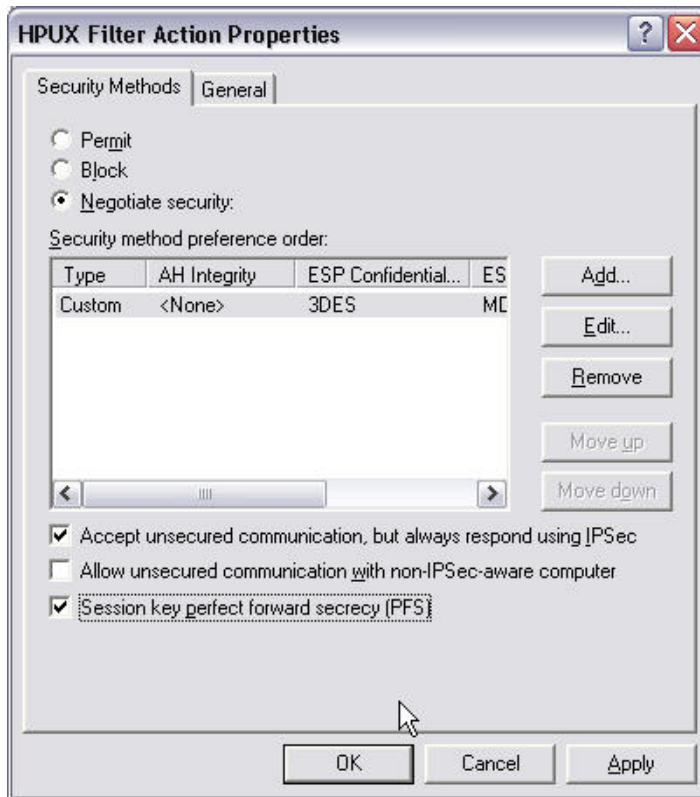 HPUX Filter Action Properties
Security Methods General
Permit
Block
Negotiate security:
Security method preference order:
Type AH Integrity ESP Confidential... ES
Custom <None> 3DES MD
Add...
Edit...
Remove
Move up
Move down
Accept unsecured communication, but always respond using IPSec
Allow unsecured communication with non-IPSec-aware computer
Session key perfect forward secrecy (PFS)
OK Cancel Apply